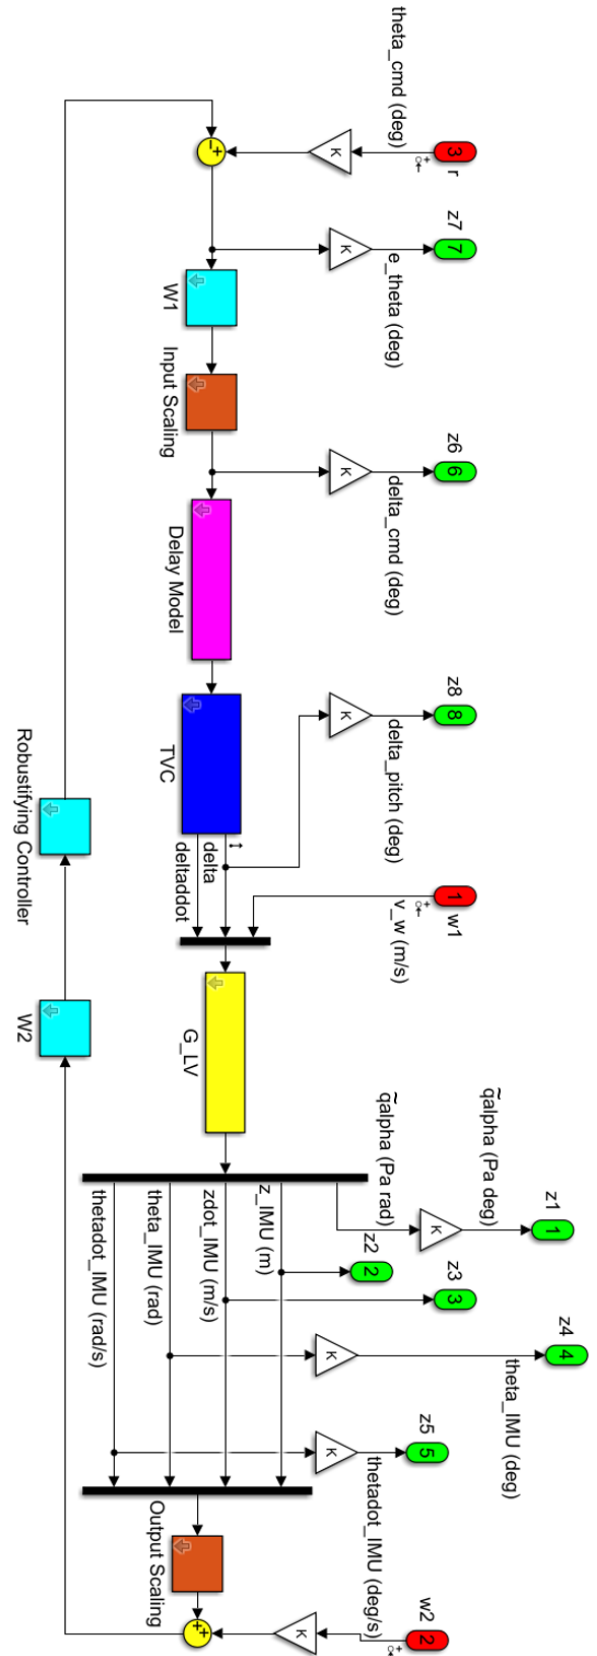 theta_cmd (deg)
3
r
K
z7
7
e_theta (deg)
K
W1
Input Scaling
z6
6
delta_cmd (deg)
K
Delay Model
z8
8
delta_pitch (deg)
K
TVC
delta
deltaddot
w1
1
v_w (m/s)
G_LV
Robustifying Controller
W2
q̃alpha (Pa rad)
q̃alpha (Pa deg)
K
z1
1
z_IMU (m)
z2
2
zdot_IMU (m/s)
z3
3
theta_IMU (rad)
K
z4
4
theta_IMU (deg)
thetadot_IMU (rad/s)
K
z5
5
thetadot_IMU (deg/s)
Output Scaling
w2
2
K